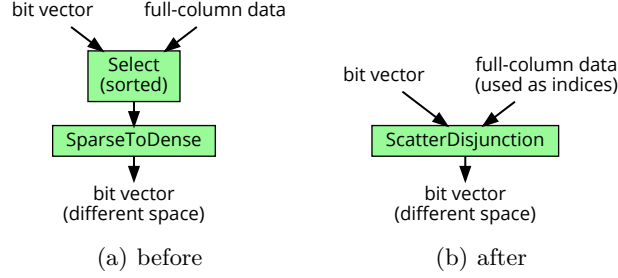 bit vector
full-column data
Select
(sorted)
SparseToDense
bit vector
(different space)
(a) before
bit vector
full-column data
(used as indices)
ScatterDisjunction
bit vector
(different space)
(b) after